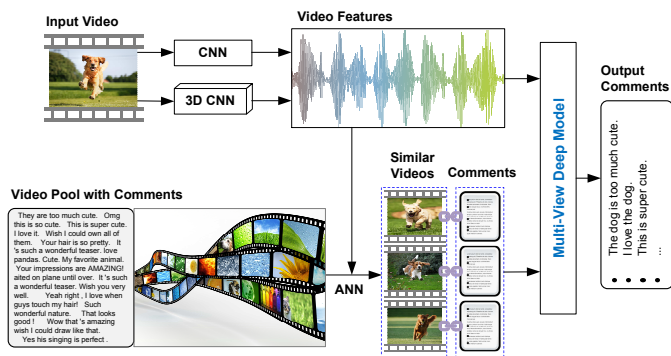 Input Video
CNN
3D CNN
Video Features
Multi-View Deep Model
Output
Comments
The dog is too much cute.
I love the dog.
This is super cute.
...
Video Pool with Comments
They are too much cute. Omg
this is so cute. This is super cute.
I love it. Wish I could own all of
them. Your hair is so pretty. It
's such a wonderful teaser. love
pandas. Cute. My favorite animal.
Your impressions are AMAZING!
aited on plane until over. It 's such
a wonderful teaser. Wish you very
well. Yeah right , I love when
guys touch my hair! Such
wonderful nature. That looks
good ! Wow that 's amazing
wish I could draw like that.
Yes his singing is perfect .
ANN
Similar
Videos
Comments